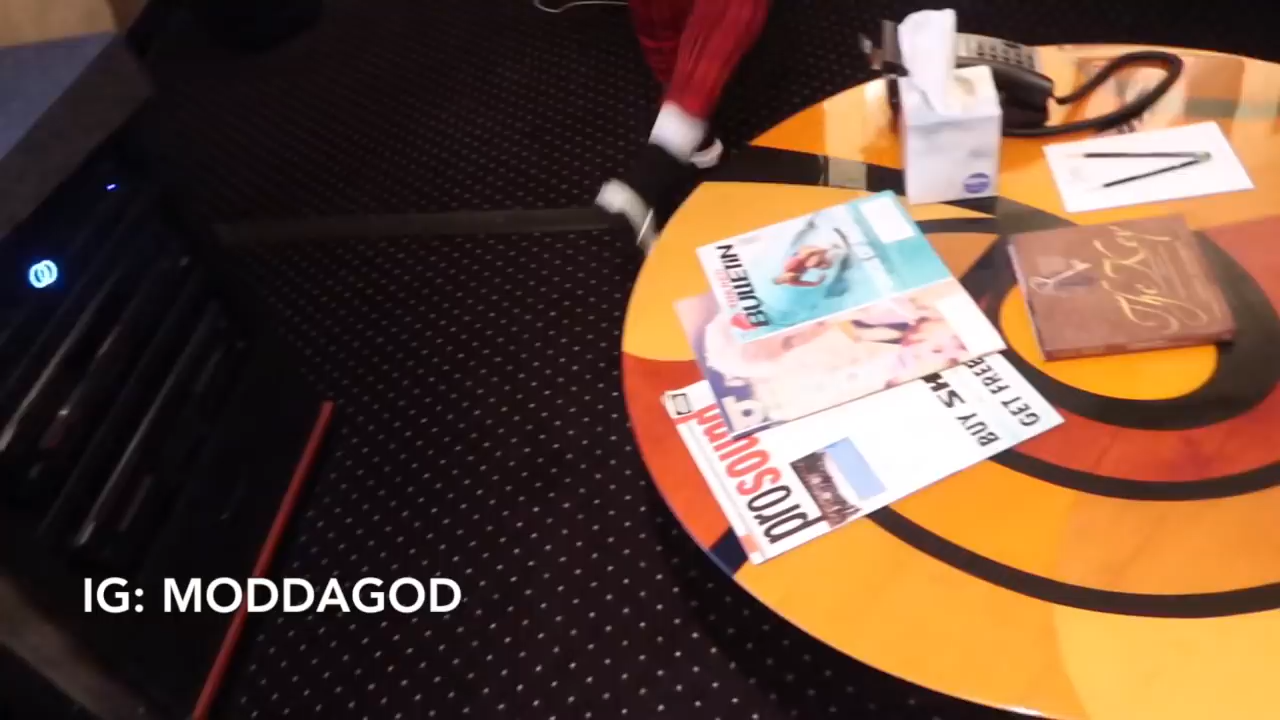 BULLETIN
The Key
BUY SH
GET FREE
prosound
IG: MODDAGOD